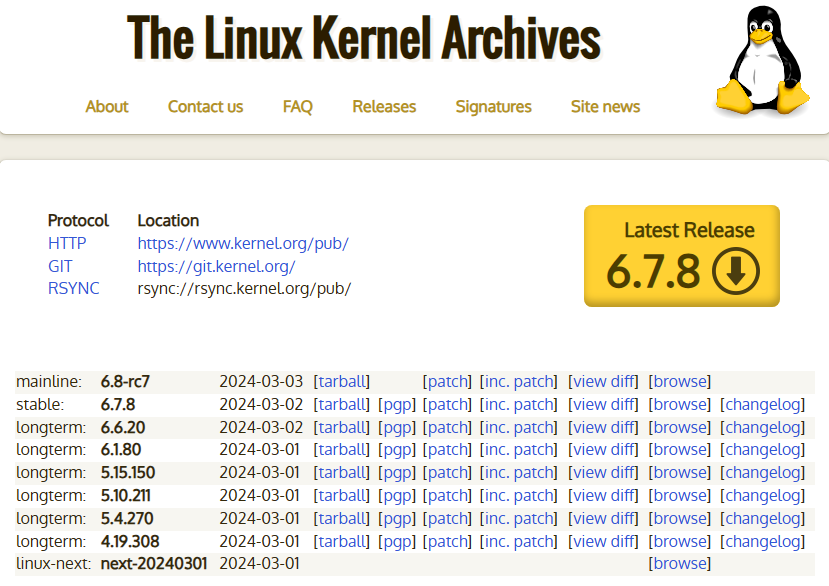 The Linux Kernel Archives
About Contact us FAQ Releases Signatures Site news
Protocol Location
HTTP https://www.kernel.org/pub/
GIT https://git.kernel.org/
RSYNC rsync://rsync.kernel.org/pub/
Latest Release
6.7.8
mainline: 6.8-rc7 2024-03-03 [tarball] [patch] [inc. patch] [view diff] [browse]
stable: 6.7.8 2024-03-02 [tarball] [pgp] [patch] [inc. patch] [view diff] [browse] [changelog]
longterm: 6.6.20 2024-03-02 [tarball] [pgp] [patch] [inc. patch] [view diff] [browse] [changelog]
longterm: 6.1.80 2024-03-01 [tarball] [pgp] [patch] [inc. patch] [view diff] [browse] [changelog]
longterm: 5.15.150 2024-03-01 [tarball] [pgp] [patch] [inc. patch] [view diff] [browse] [changelog]
longterm: 5.10.211 2024-03-01 [tarball] [pgp] [patch] [inc. patch] [view diff] [browse] [changelog]
longterm: 5.4.270 2024-03-01 [tarball] [pgp] [patch] [inc. patch] [view diff] [browse] [changelog]
longterm: 4.19.308 2024-03-01 [tarball] [pgp] [patch] [inc. patch] [view diff] [browse] [changelog]
linux-next: next-20240301 2024-03-01 [browse]